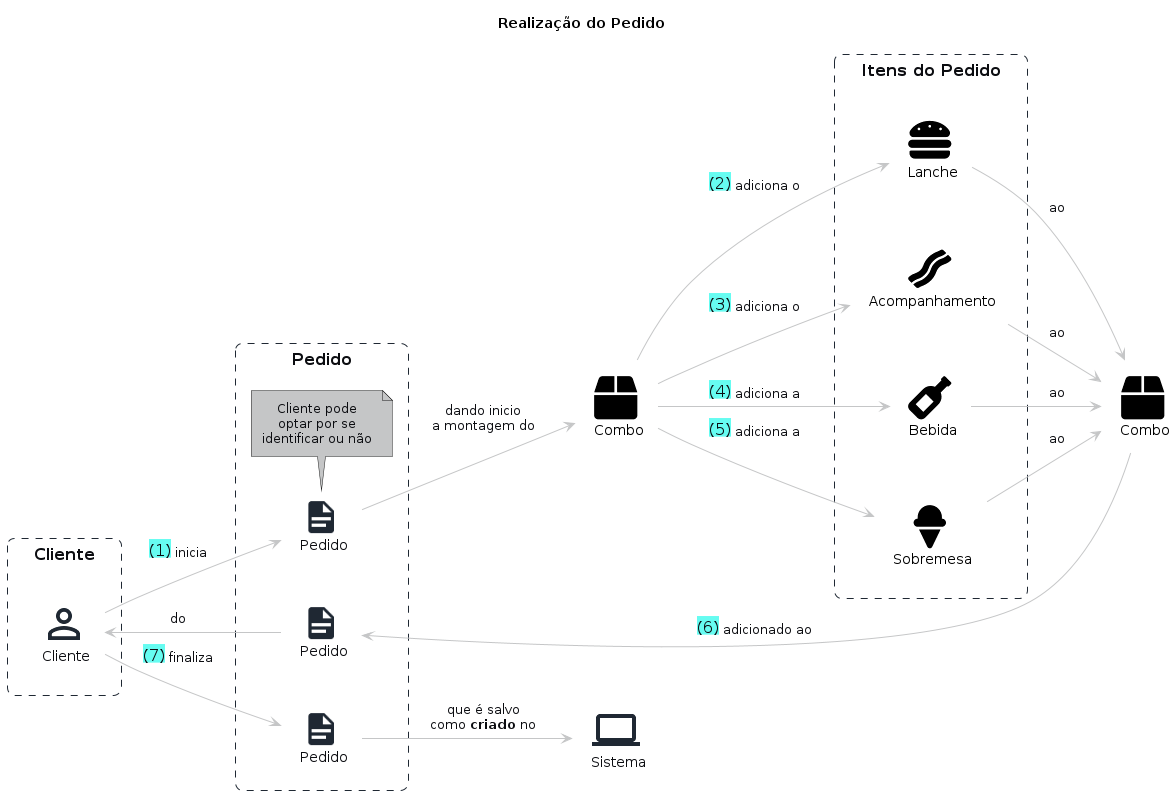 Realização do Pedido
Itens do Pedido
Lanche
(2) adiciona o
ao
Acompanhamento
(3) adiciona o
ao
Pedido
Cliente pode
optar por se
identificar ou não
dando inicio
a montagem do
Combo
(4) adiciona a
(5) adiciona a
Bebida
ao
ao
Combo
Sobremesa
Pedido
Cliente
(1) inicia
do
Cliente
(7) finaliza
Pedido
(6) adicionado ao
que é salvo
como criado no
Pedido
Sistema